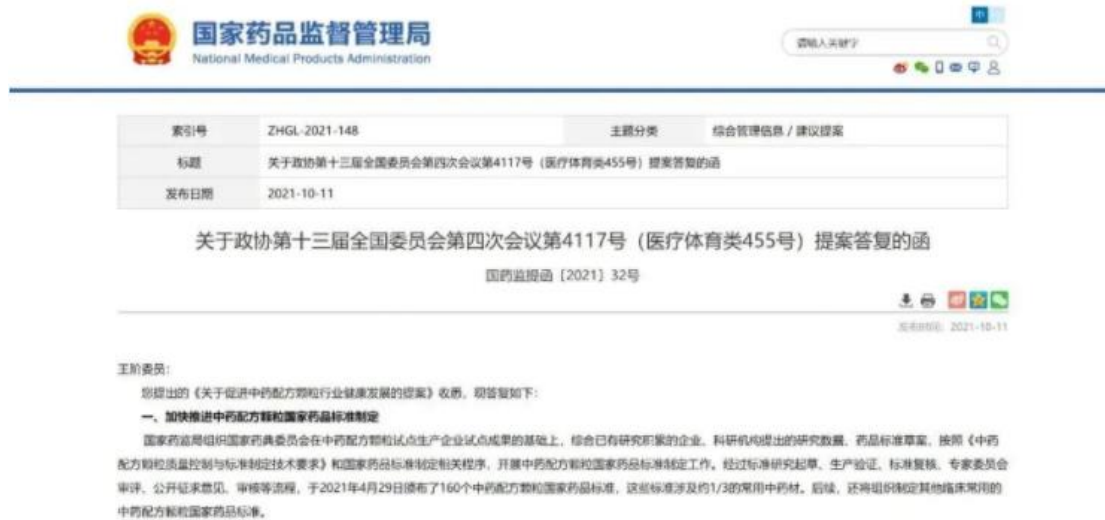 国家药品监督管理局
National Medical Products Administration
中
请输入关键字
索引号 ZHGL-2021-148 主题分类 综合管理信息 / 建议提案
标题 关于政协第十三届全国委员会第四次会议第4117号（医疗体育类455号）提案答复的函
发布日期 2021-10-11
关于政协第十三届全国委员会第四次会议第4117号（医疗体育类455号）提案答复的函
国药监提函〔2021〕32号
发布时间：2021-10-11
王阶委员：
您提出的《关于促进中药配方颗粒行业健康发展的提案》收悉，现答复如下：
一、加快推进中药配方颗粒国家药品标准制定
国家药监局组织国家药典委员会在中药配方颗粒试点生产企业试点成果的基础上，综合已有研究积累的企业、科研机构提出的研究数据、药品标准草案，按照《中药
配方颗粒质量控制与标准制定技术要求》和国家药品标准制定相关程序，开展中药配方颗粒国家药品标准制定工作。经过标准研究起草、生产验证、标准复核、专家委员会
审评、公开征求意见、审核等流程，于2021年4月29日颁布了160个中药配方颗粒国家药品标准，这些标准涉及约1/3的常用中药材。后续，还将组织制定其他临床常用的
中药配方颗粒国家药品标准。